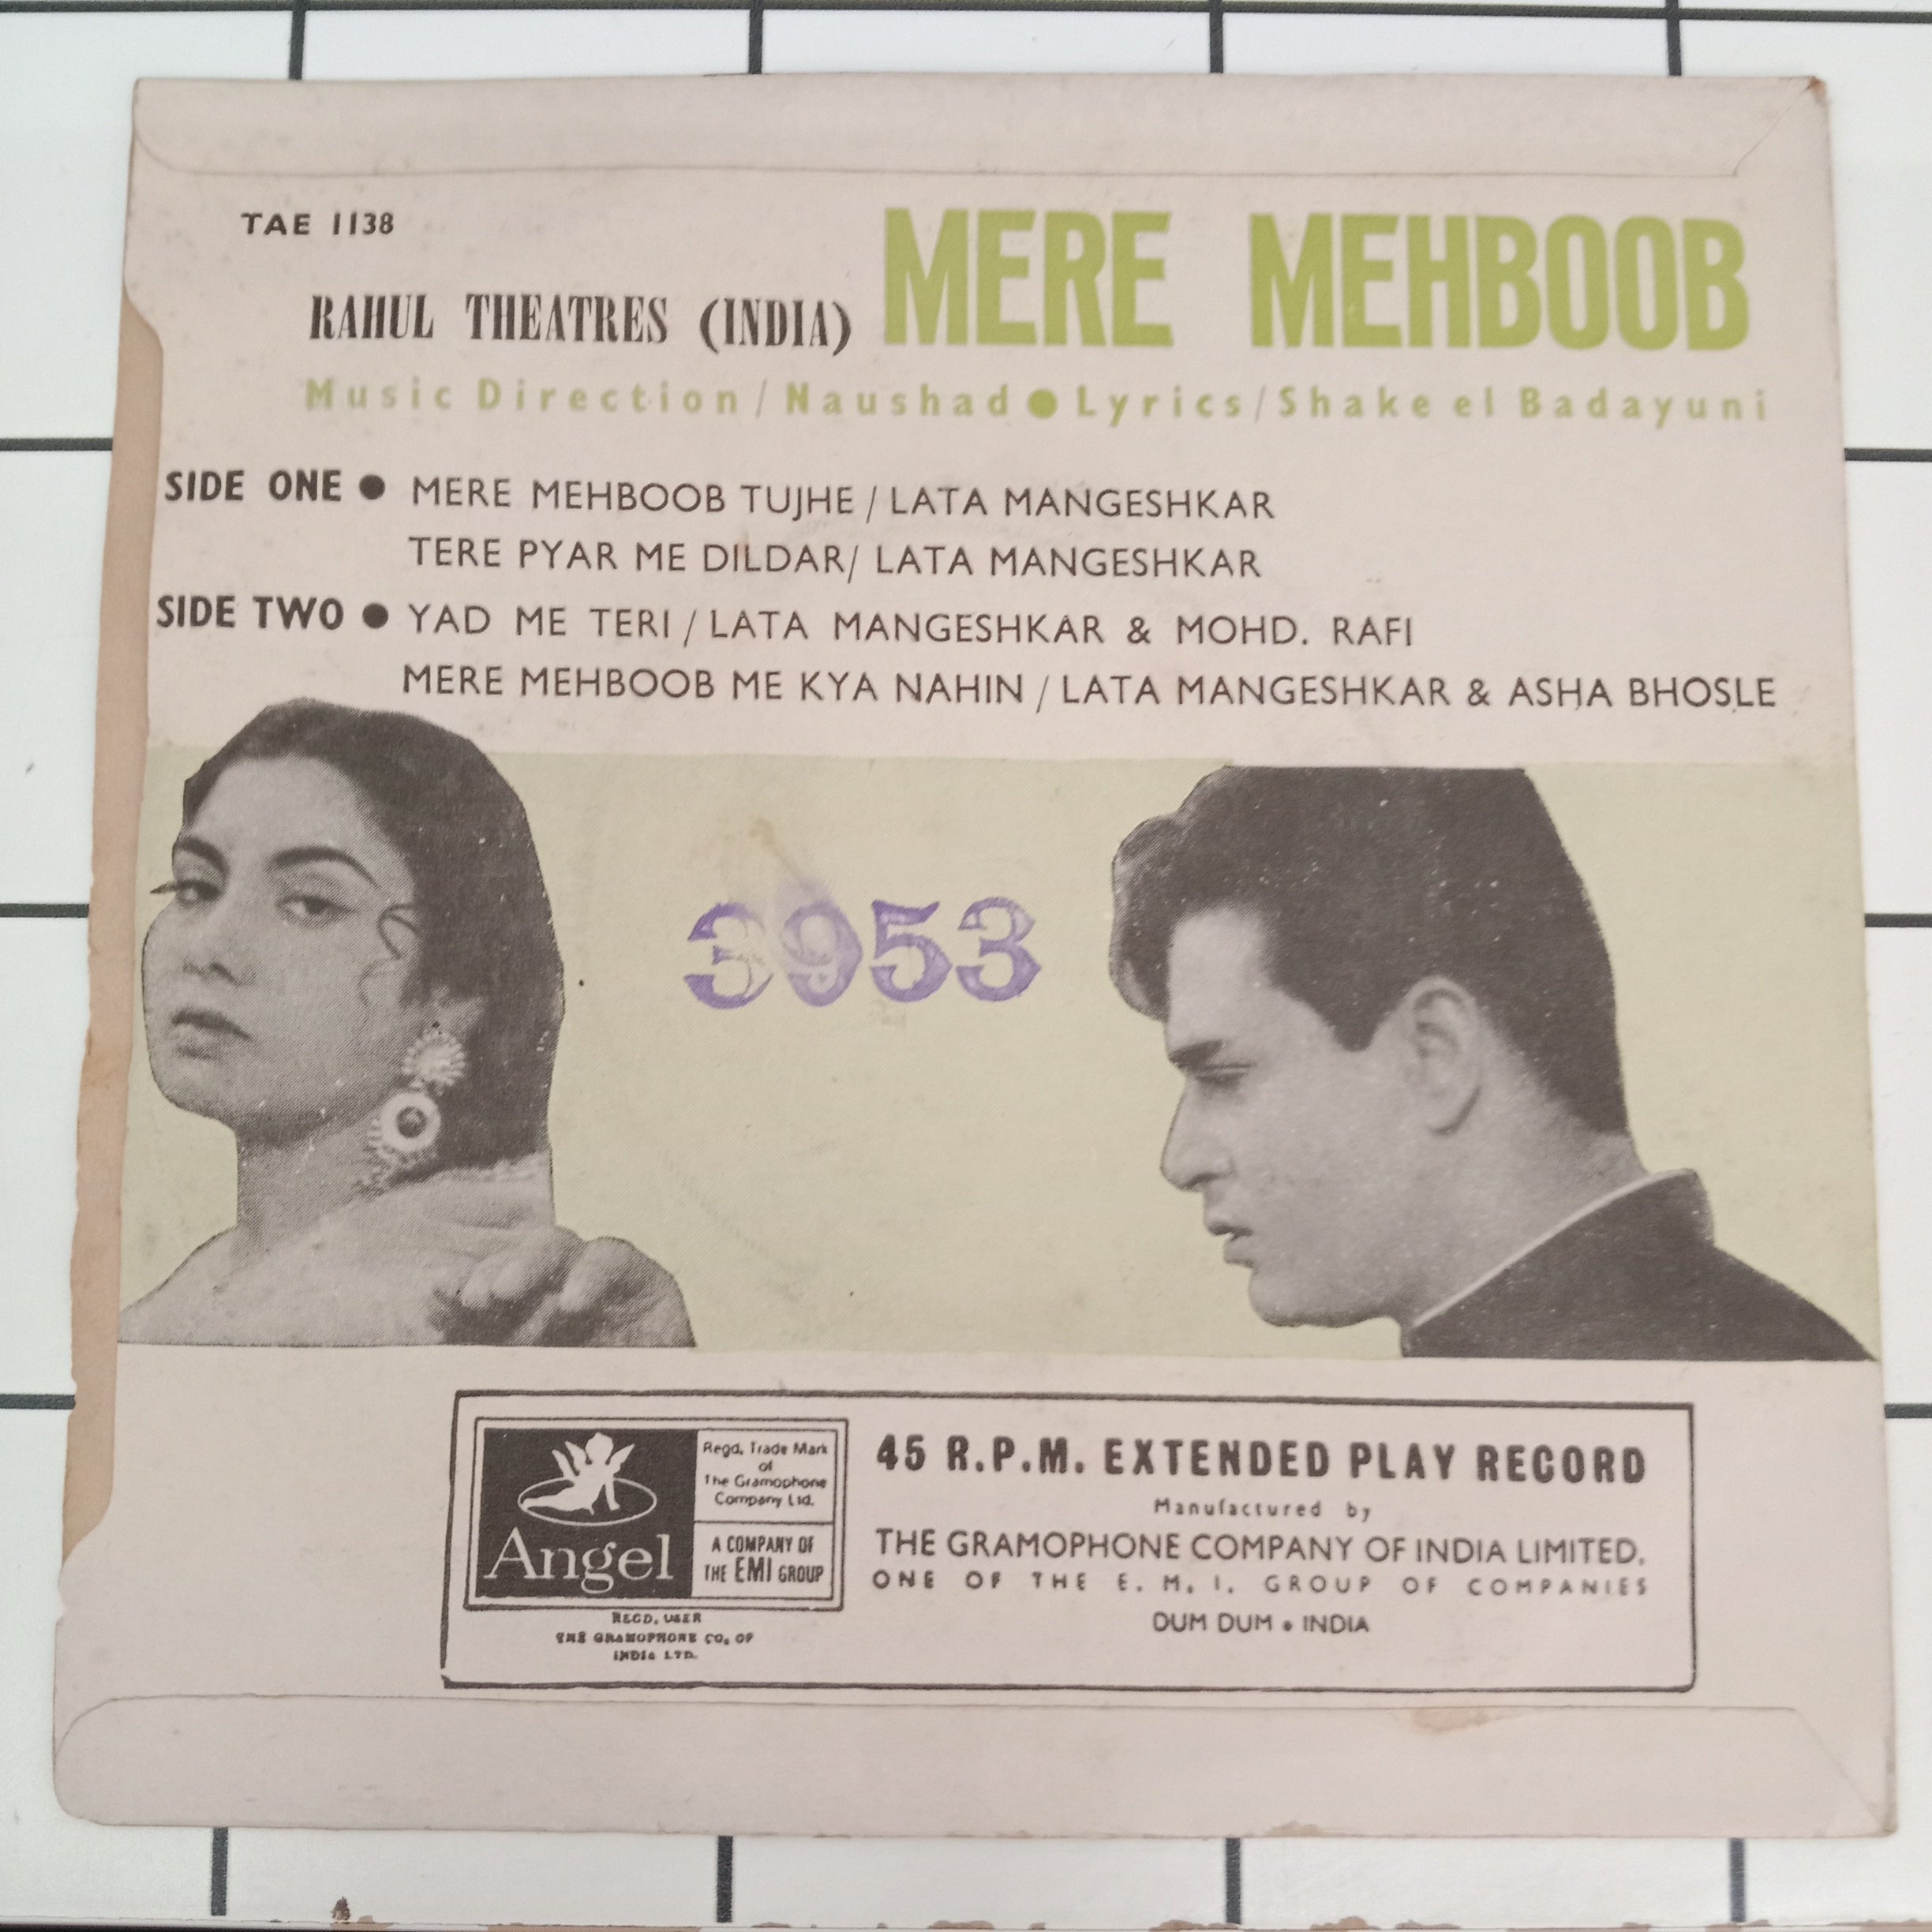 TAE 1138
MERE MEHBOOB
RAHUL THEATRES (INDIA)
Music Direction / Naushad ● Lyrics / Shakeel Badayuni
SIDE ONE ● MERE MEHBOOB TUJHE / LATA MANGESHKAR
TERE PYAR ME DILDAR / LATA MANGESHKAR
SIDE TWO ● YAD ME TERI / LATA MANGESHKAR & MOHD. RAFI
MERE MEHBOOB ME KYA NAHIN / LATA MANGESHKAR & ASHA BHOSLE
3953
Angel
Regd. Trade Mark
of
The Gramophone
Company Ltd.
A COMPANY OF
THE EMI GROUP
REGD. USER
THE GRAMOPHONE CO. OF
INDIA LTD.
45 R.P.M. EXTENDED PLAY RECORD
Manufactured by
THE GRAMOPHONE COMPANY OF INDIA LIMITED.
ONE OF THE E. M. I. GROUP OF COMPANIES
DUM DUM • INDIA